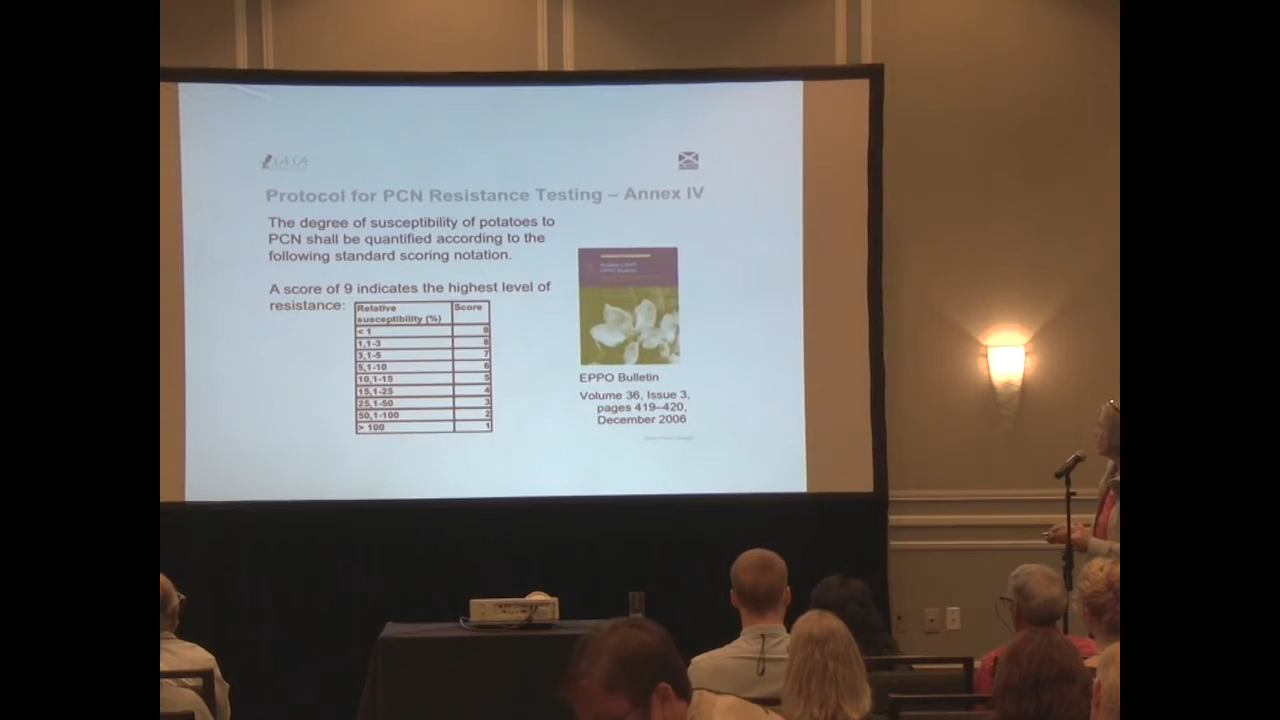 SASA
Protocol for PCN Resistance Testing – Annex IV
The degree of susceptibility of potatoes to
PCN shall be quantified according to the
following standard scoring notation.
A score of 9 indicates the highest level of
resistance:
Relative susceptibility (%) Score
< 1 9
1,1-3 8
3,1-5 7
5,1-10 6
10,1-15 5
15,1-25 4
25,1-50 3
50,1-100 2
> 100 1
EPPO Bulletin
EPPO Bulletin
Volume 36, Issue 3,
pages 419–420,
December 2006